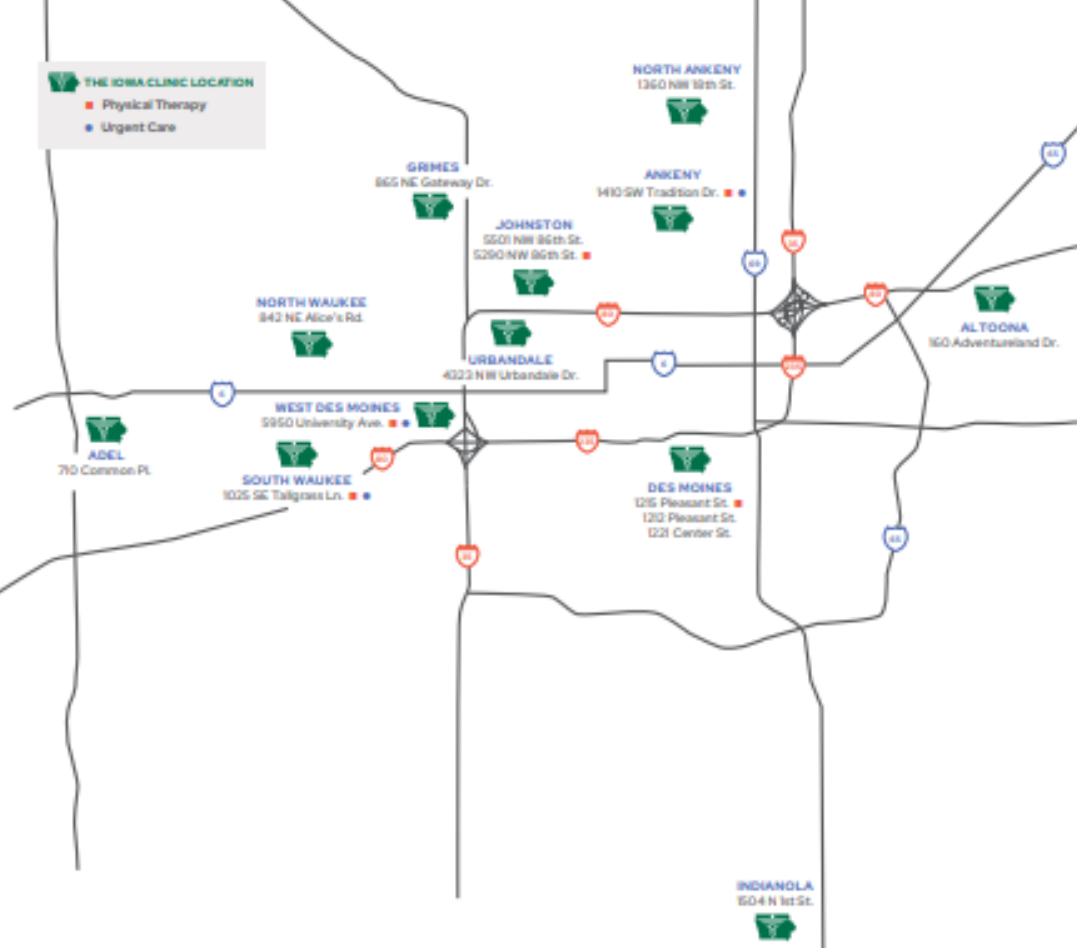 THE IOWA CLINIC LOCATION
Physical Therapy
Urgent Care
NORTH ANKENY
1360 NW 18th St.
GRIMES
865 NE Gateway Dr.
ANKENY
1410 SW Tradition Dr.
JOHNSTON
5501 NW 86th St.
5290 NW 86th St.
65
35
69
80
NORTH WAUKEE
842 NE Alice's Rd.
80
ALTOONA
160 Adventureland Dr.
URBANDALE
4323 NW Urbandale Dr.
6
235
6
WEST DES MOINES
5950 University Ave.
ADEL
710 Common Pl.
80
235
SOUTH WAUKEE
1025 SE Tallgrass Ln.
DES MOINES
1215 Pleasant St.
1212 Pleasant St.
1221 Center St.
65
35
INDIANOLA
1504 N 1st St.